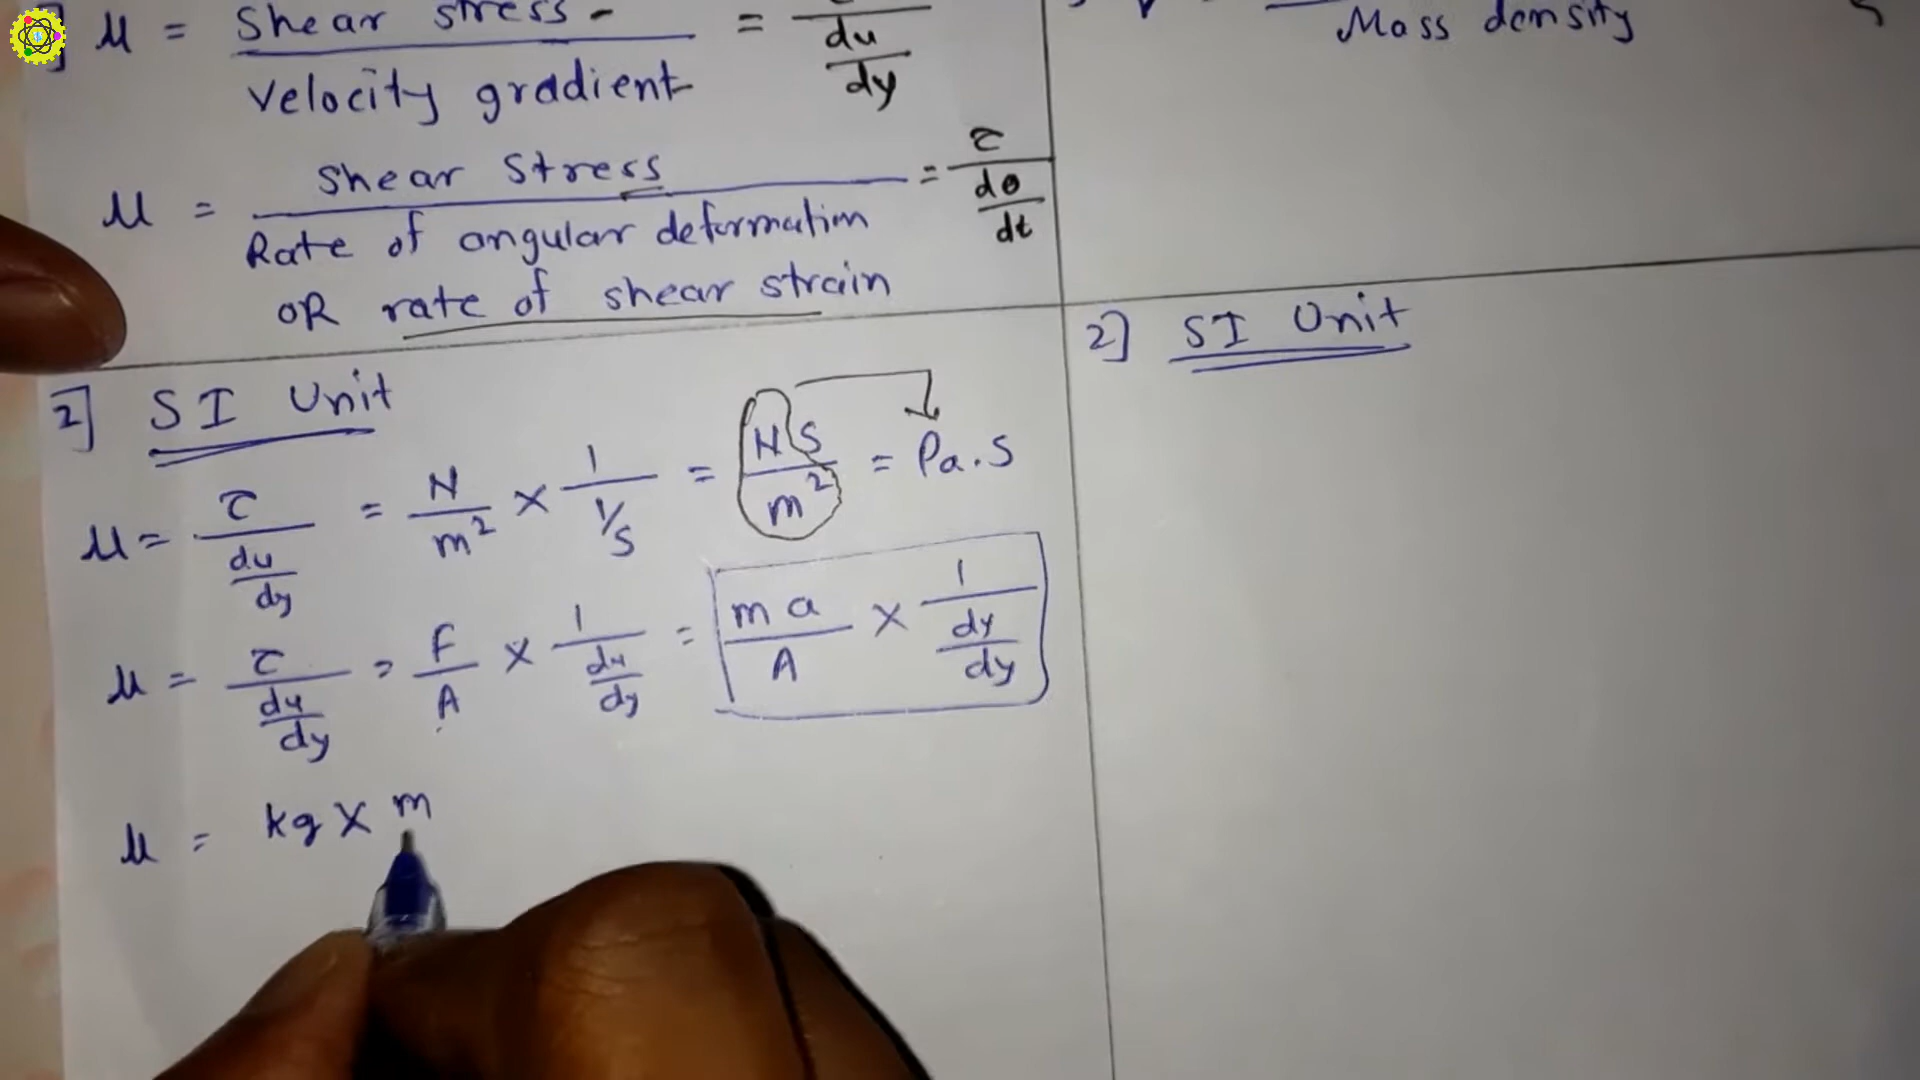 ] μ = Shear stress / Velocity gradient = τ / (du/dy)
μ = Shear Stress / Rate of angular deformation OR rate of shear strain = τ / (dθ/dt)
2] SI Unit
μ = τ / (du/dy) = N/m² × 1/(1/S) = NS/m² = Pa.S
μ = τ / (du/dy) = F/A × 1/(du/dy) = ma/A × 1/(dy/dy)
μ = kg × m
Mass density
2] SI Unit